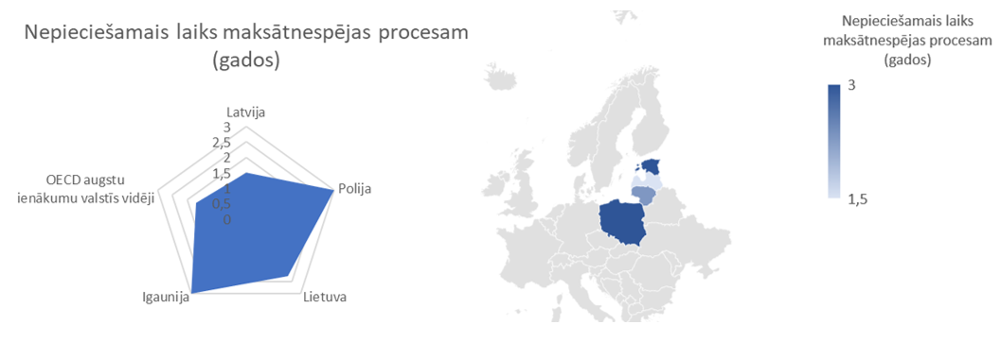 Nepieciešamais laiks maksātnespējas procesam
(gados)
Latvija
3
2,5
2
1,5
1
0,5
0
OECD augstu
ienākumu valstīs vidēji
Polija
Igaunija
Lietuva
Nepieciešamais laiks
maksātnespējas procesam
(gados)
3
1,5